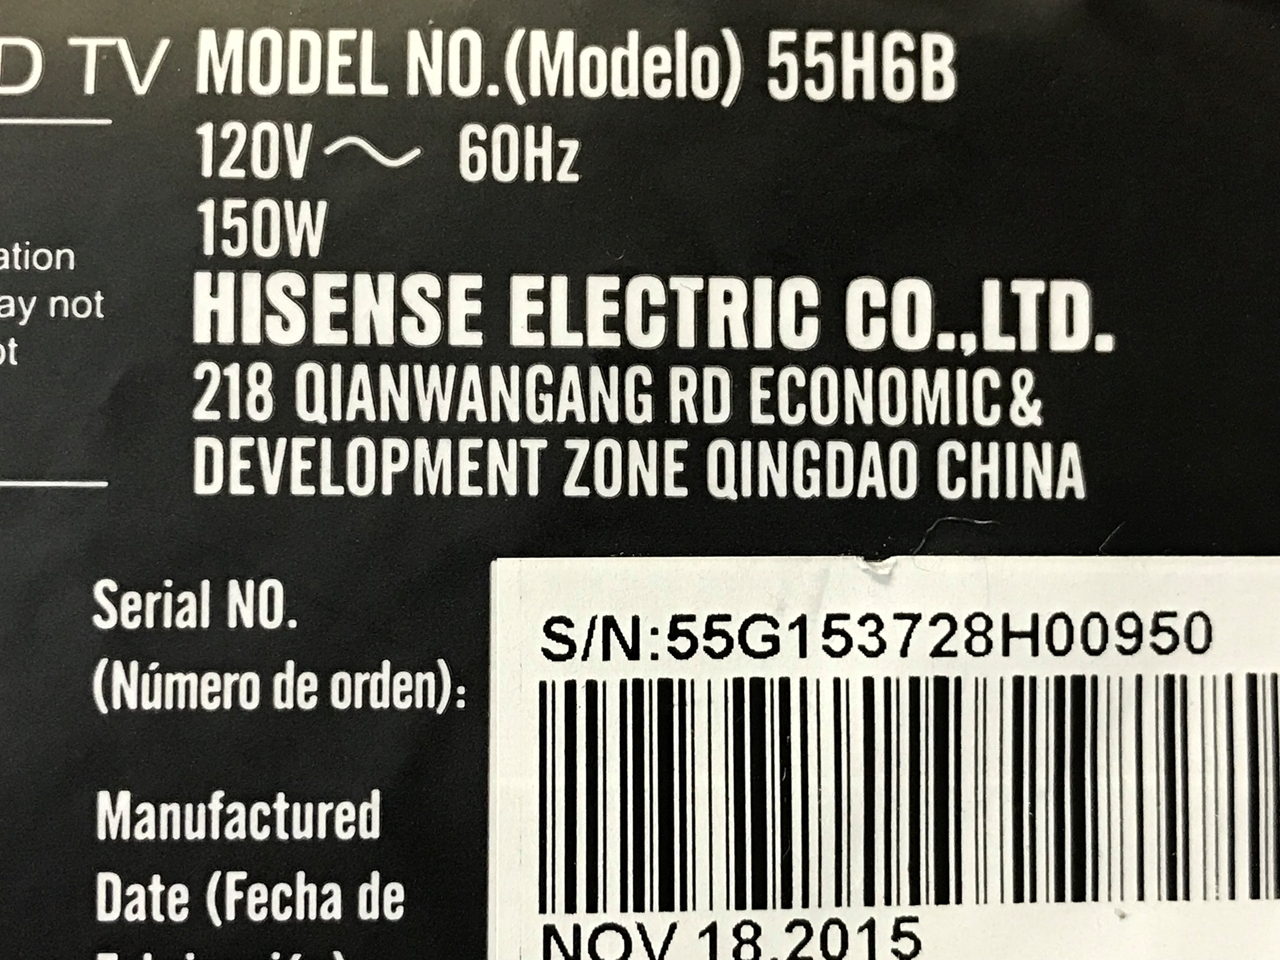 D TV
MODEL NO.(Modelo) 55H6B
120V～ 60Hz
150W
HISENSE ELECTRIC CO.,LTD.
218 QIANWANGANG RD ECONOMIC&
DEVELOPMENT ZONE QINGDAO CHINA
ation
ay not
ot
Serial NO.
(Número de orden):
S/N:55G153728H00950
Manufactured
Date (Fecha de
NOV 18,2015